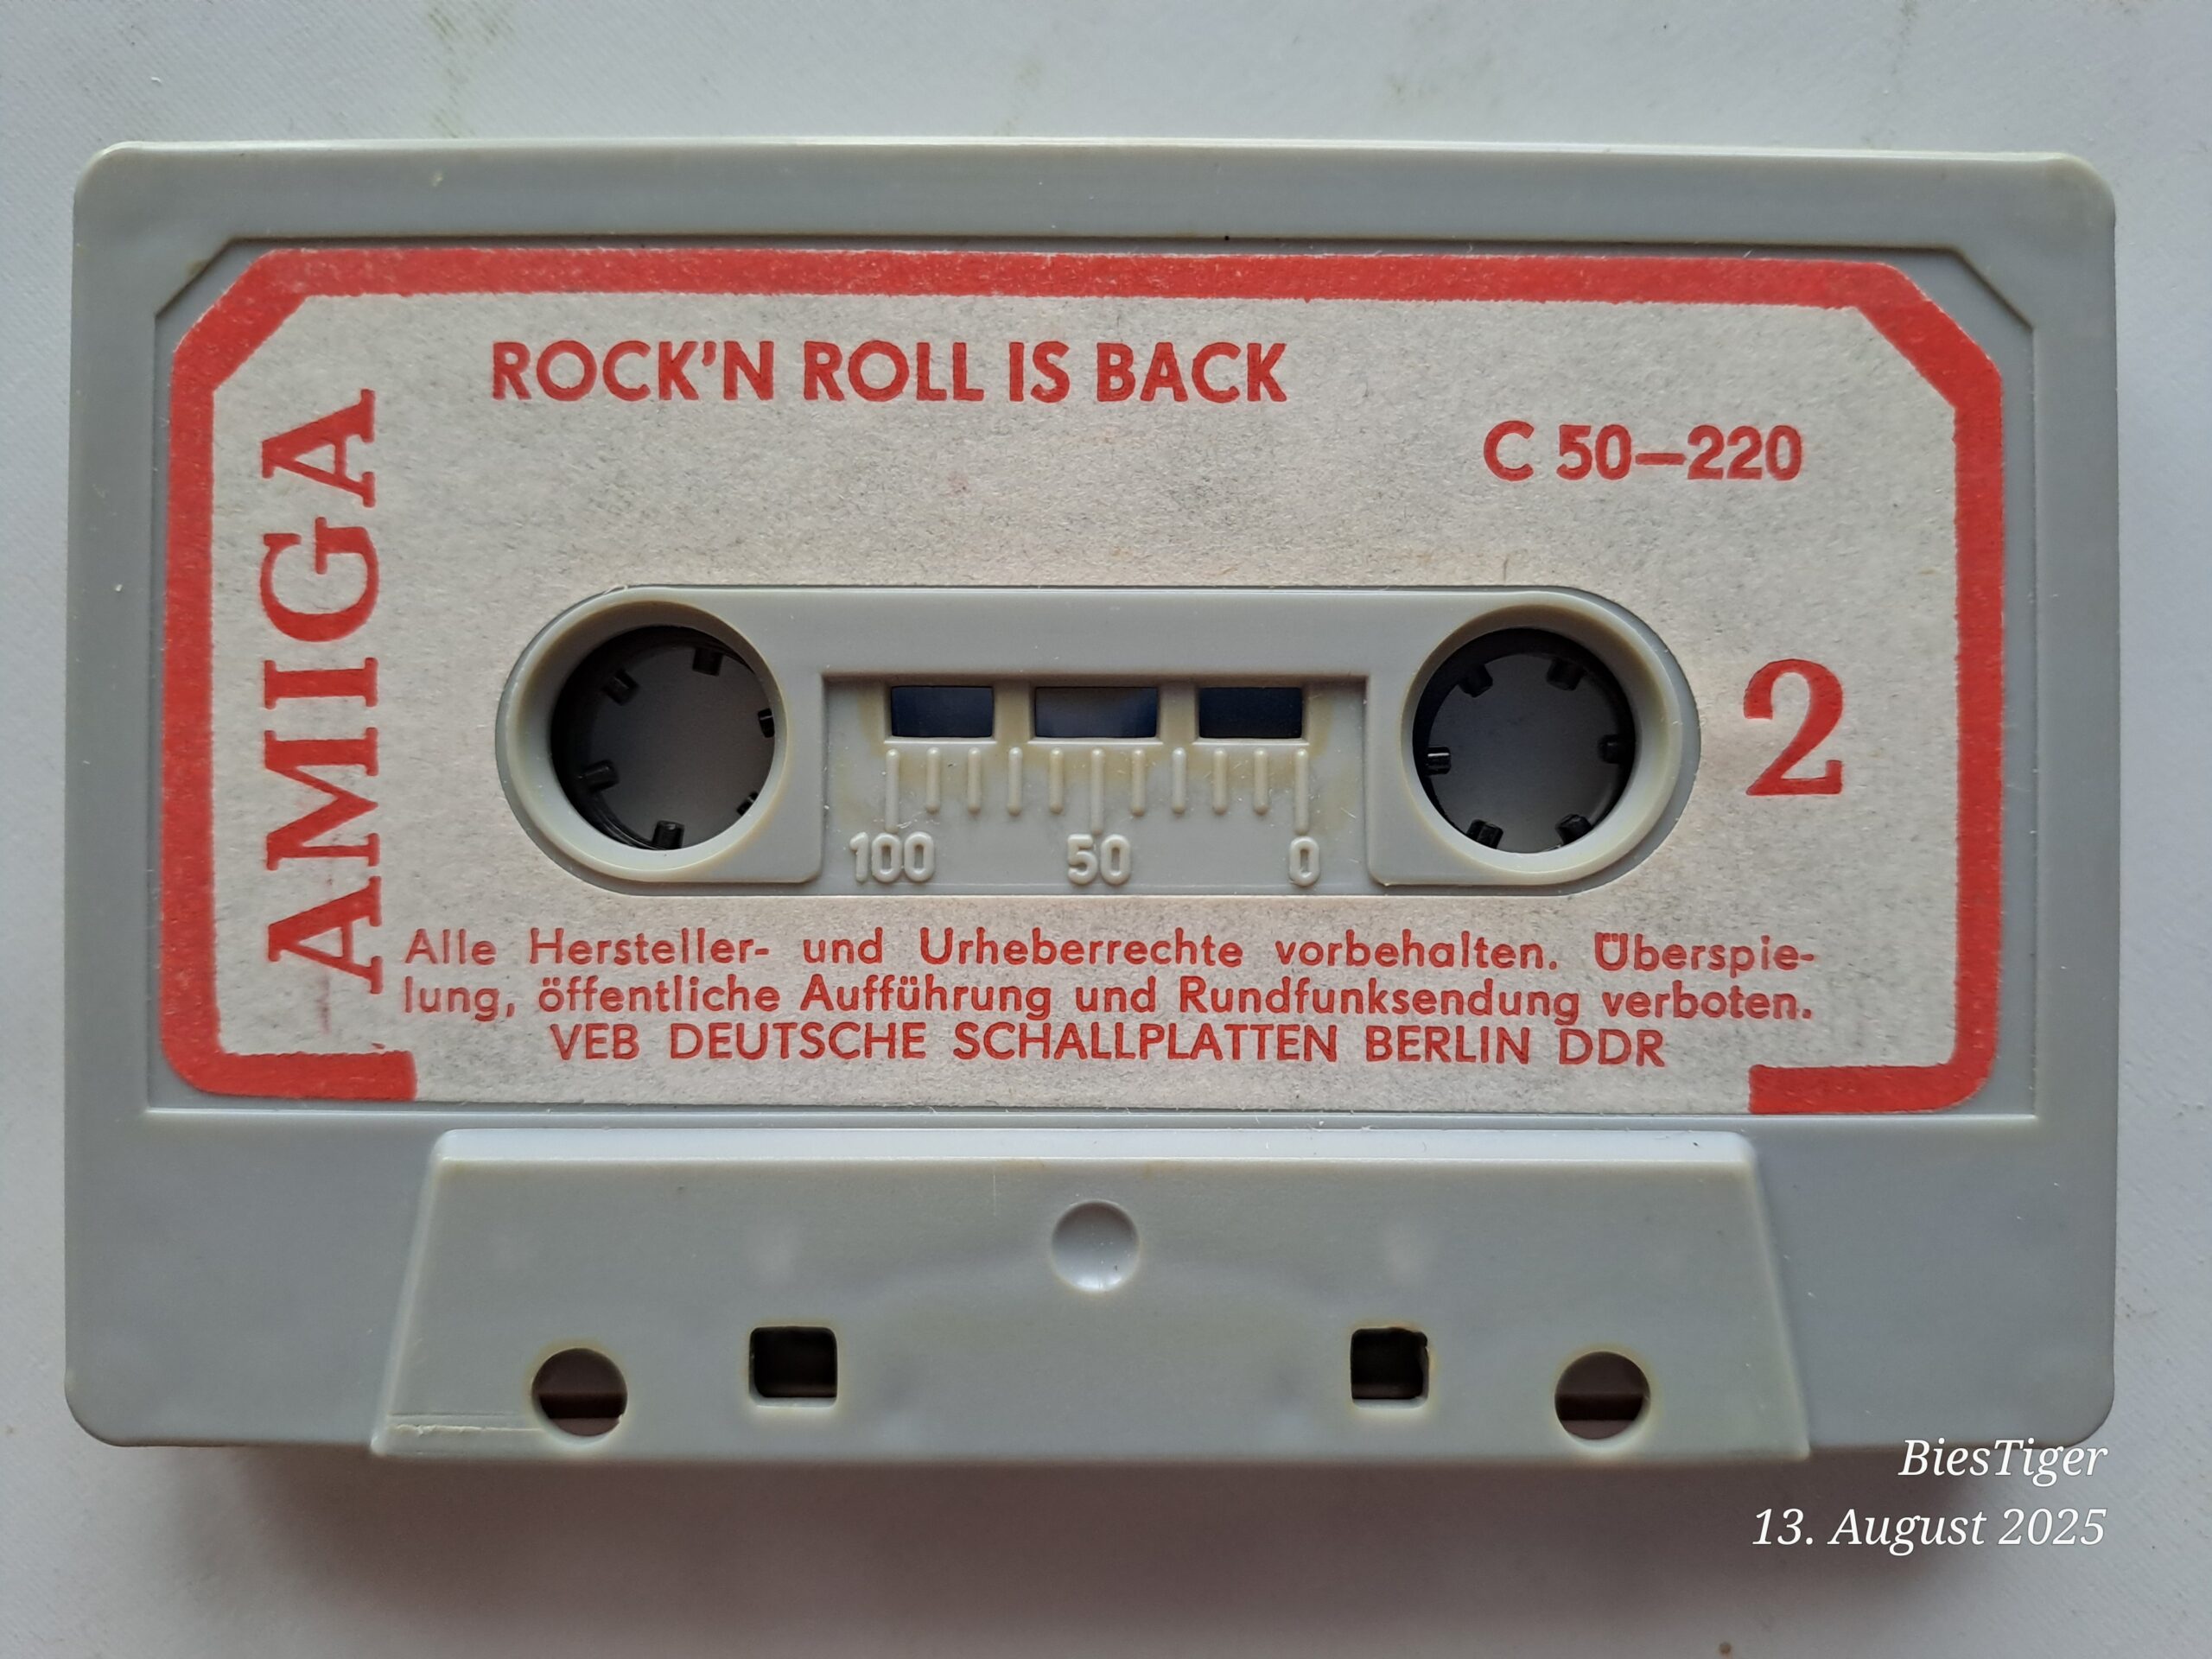 ROCK'N ROLL IS BACK
C 50—220
AMIGA
2
100 50 0
Alle Hersteller- und Urheberrechte vorbehalten. Überspie-
lung, öffentliche Aufführung und Rundfunksendung verboten.
VEB DEUTSCHE SCHALLPLATTEN BERLIN DDR
BiesTiger
13. August 2025